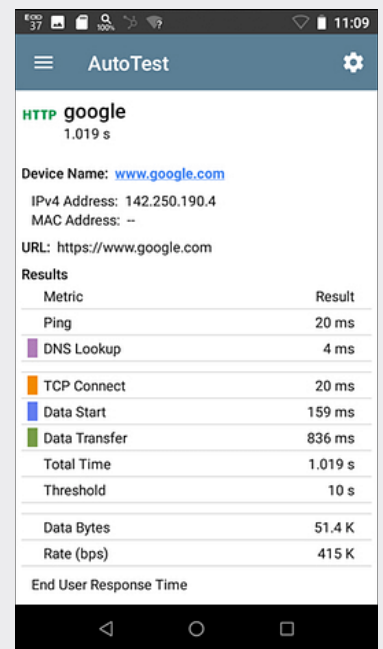 37
100%
?
11:09
AutoTest
HTTP google
1.019 s
Device Name: www.google.com
IPv4 Address: 142.250.190.4
MAC Address: --
URL: https://www.google.com
Results
Metric Result
Ping 20 ms
DNS Lookup 4 ms
TCP Connect 20 ms
Data Start 159 ms
Data Transfer 836 ms
Total Time 1.019 s
Threshold 10 s
Data Bytes 51.4 K
Rate (bps) 415 K
End User Response Time